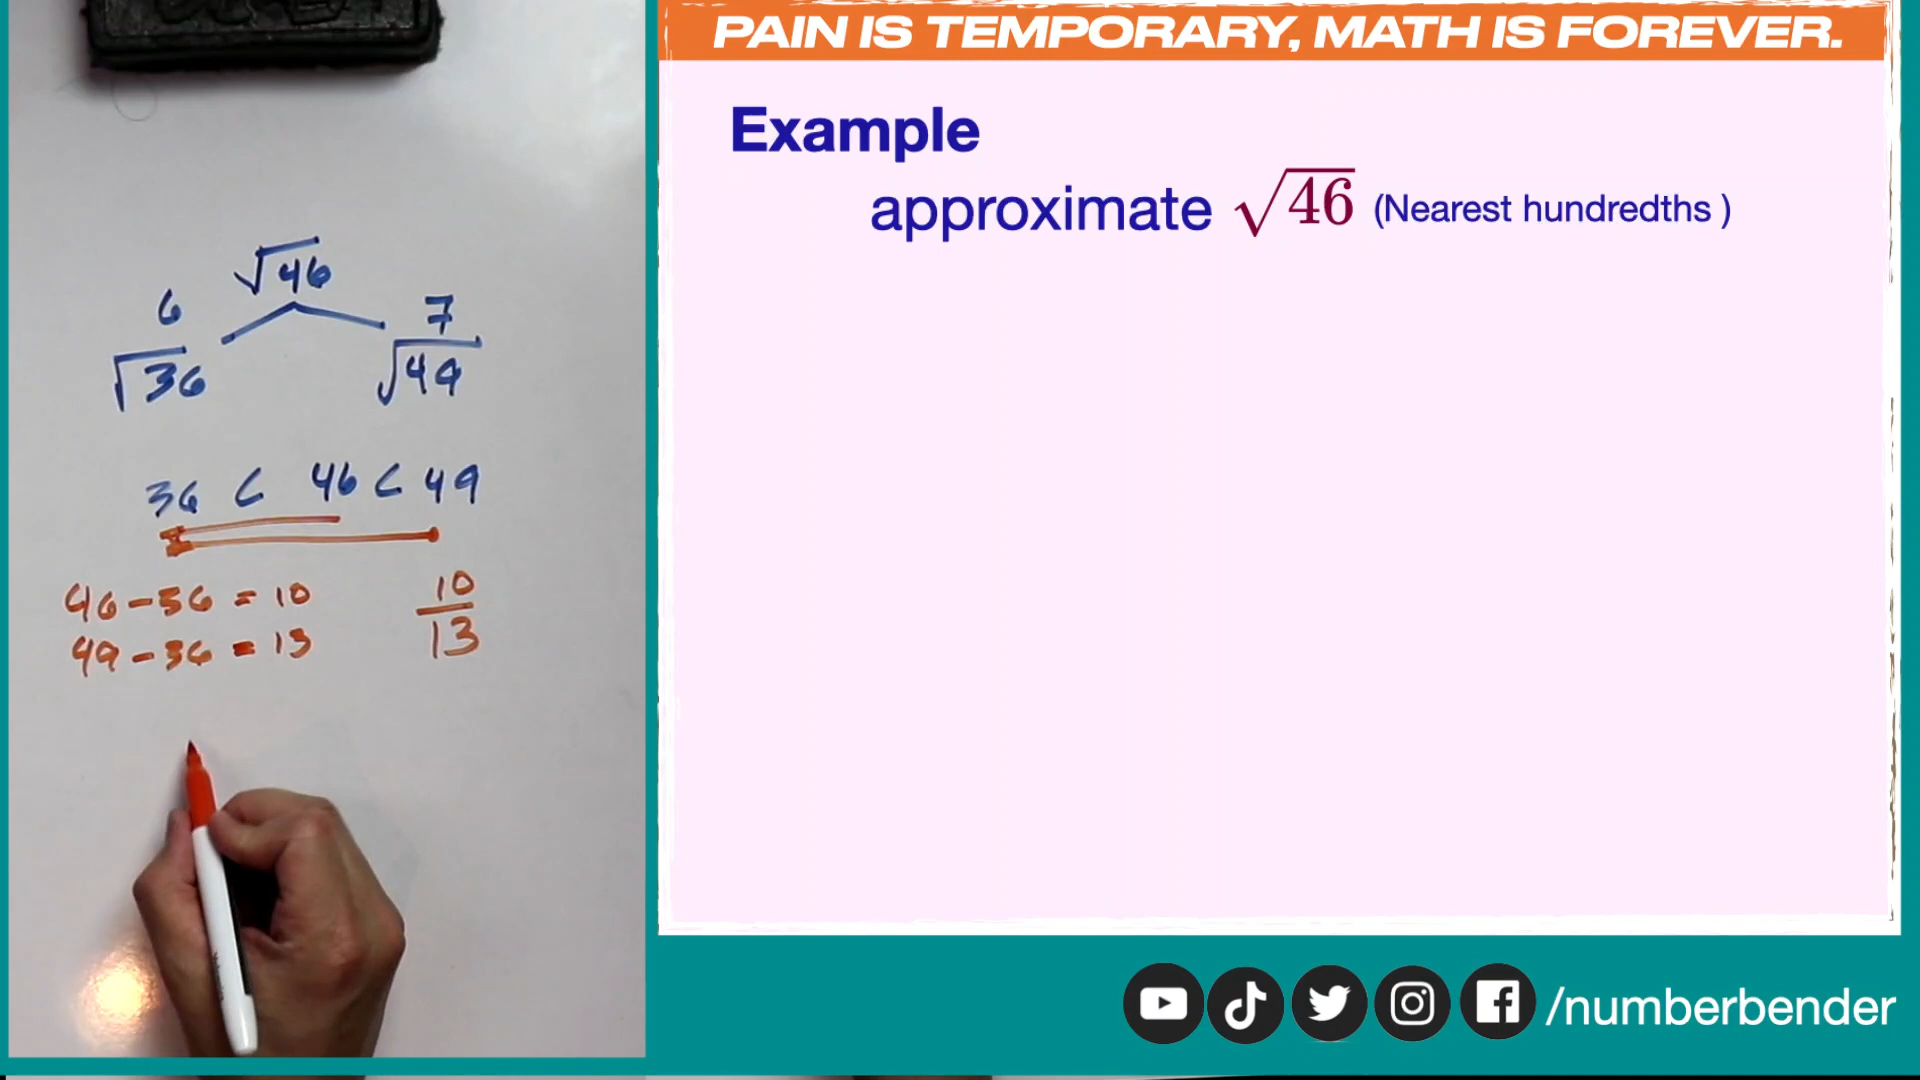 PAIN IS TEMPORARY, MATH IS FOREVER.
Example
approximate √46 (Nearest hundredths )
√46
6 7
√36 √49
36 < 46 < 49
46 - 36 = 10
49 - 36 = 13
10
13
/numberbender